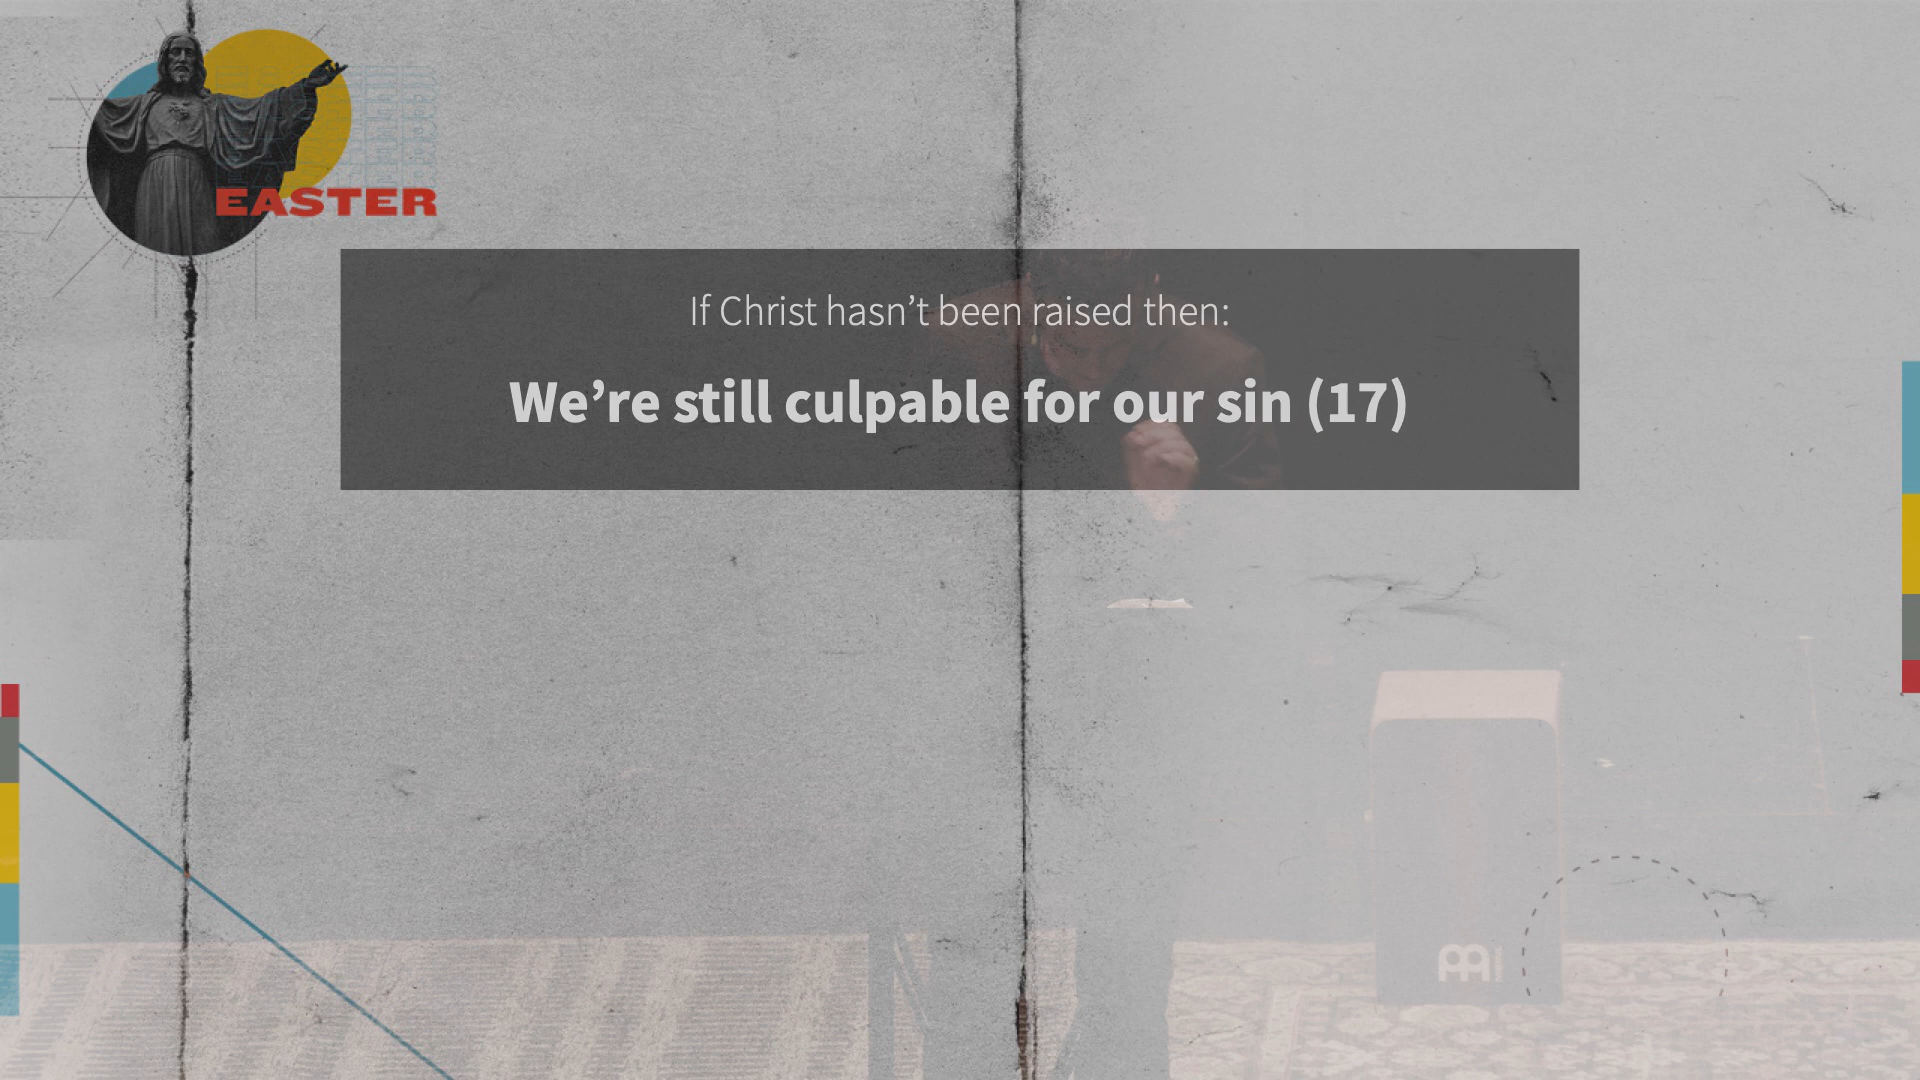 EASTER
If Christ hasn’t been raised then:
We’re still culpable for our sin (17)